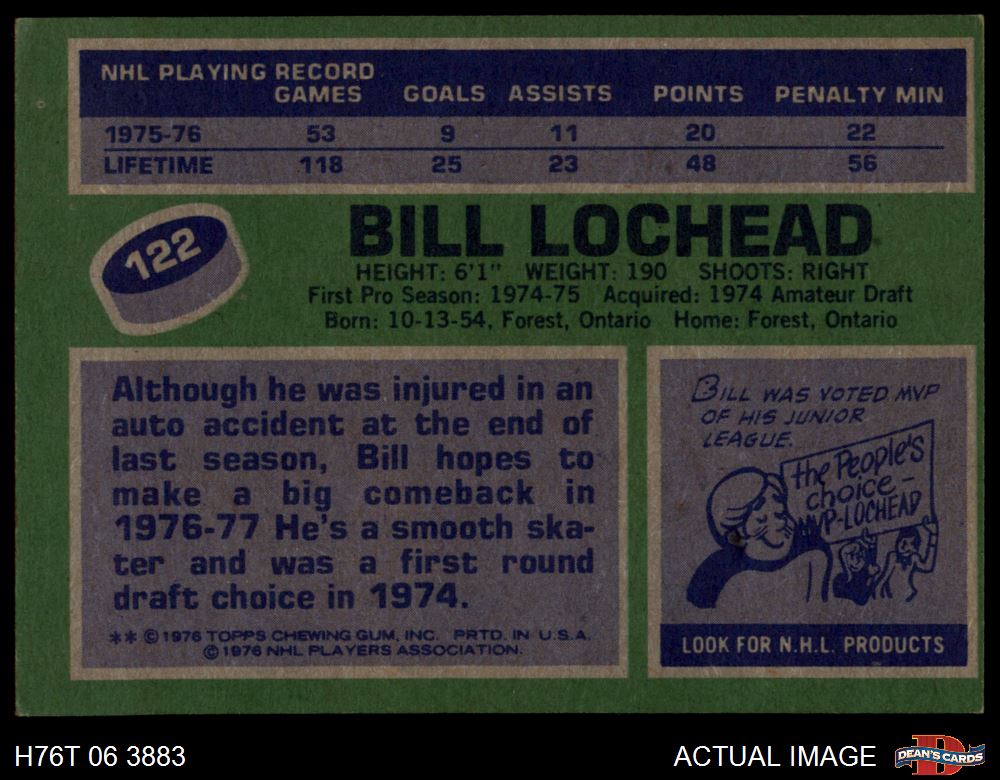 NHL PLAYING RECORD
GAMES GOALS ASSISTS POINTS PENALTY MIN
1975-76 53 9 11 20 22
LIFETIME 118 25 23 48 56
122
BILL LOCHEAD
HEIGHT: 6'1" WEIGHT: 190 SHOOTS: RIGHT
First Pro Season: 1974-75 Acquired: 1974 Amateur Draft
Born: 10-13-54, Forest, Ontario Home: Forest, Ontario
Although he was injured in an
auto accident at the end of
last season, Bill hopes to
make a big comeback in
1976-77 He's a smooth ska-
ter and was a first round
draft choice in 1974.
** © 1976 TOPPS CHEWING GUM, INC. PRTD. IN U.S.A.
© 1976 NHL PLAYERS ASSOCIATION.
BILL WAS VOTED MVP
OF HIS JUNIOR
LEAGUE.
the People's
choice-
MVP-LOCHEAD
LOOK FOR N.H.L. PRODUCTS
H76T 06 3883
ACTUAL IMAGE
D
DEAN'S CARDS